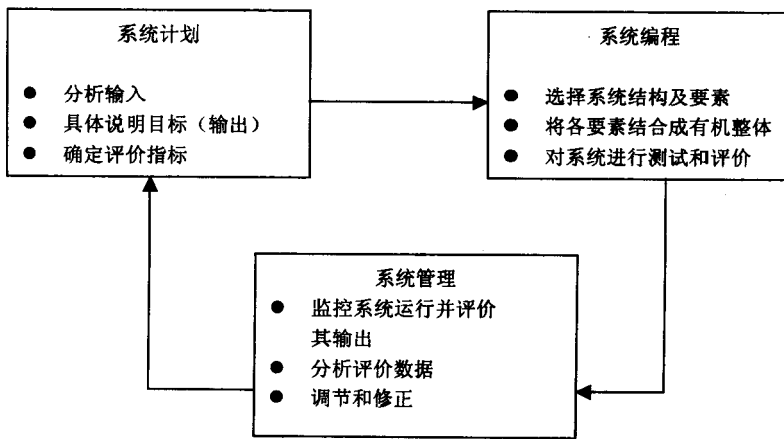 系统计划
● 分析输入
● 具体说明目标（输出）
● 确定评价指标
系统编程
● 选择系统结构及要素
● 将各要素结合成有机整体
● 对系统进行测试和评价
系统管理
● 监控系统运行并评价
其输出
● 分析评价数据
● 调节和修正